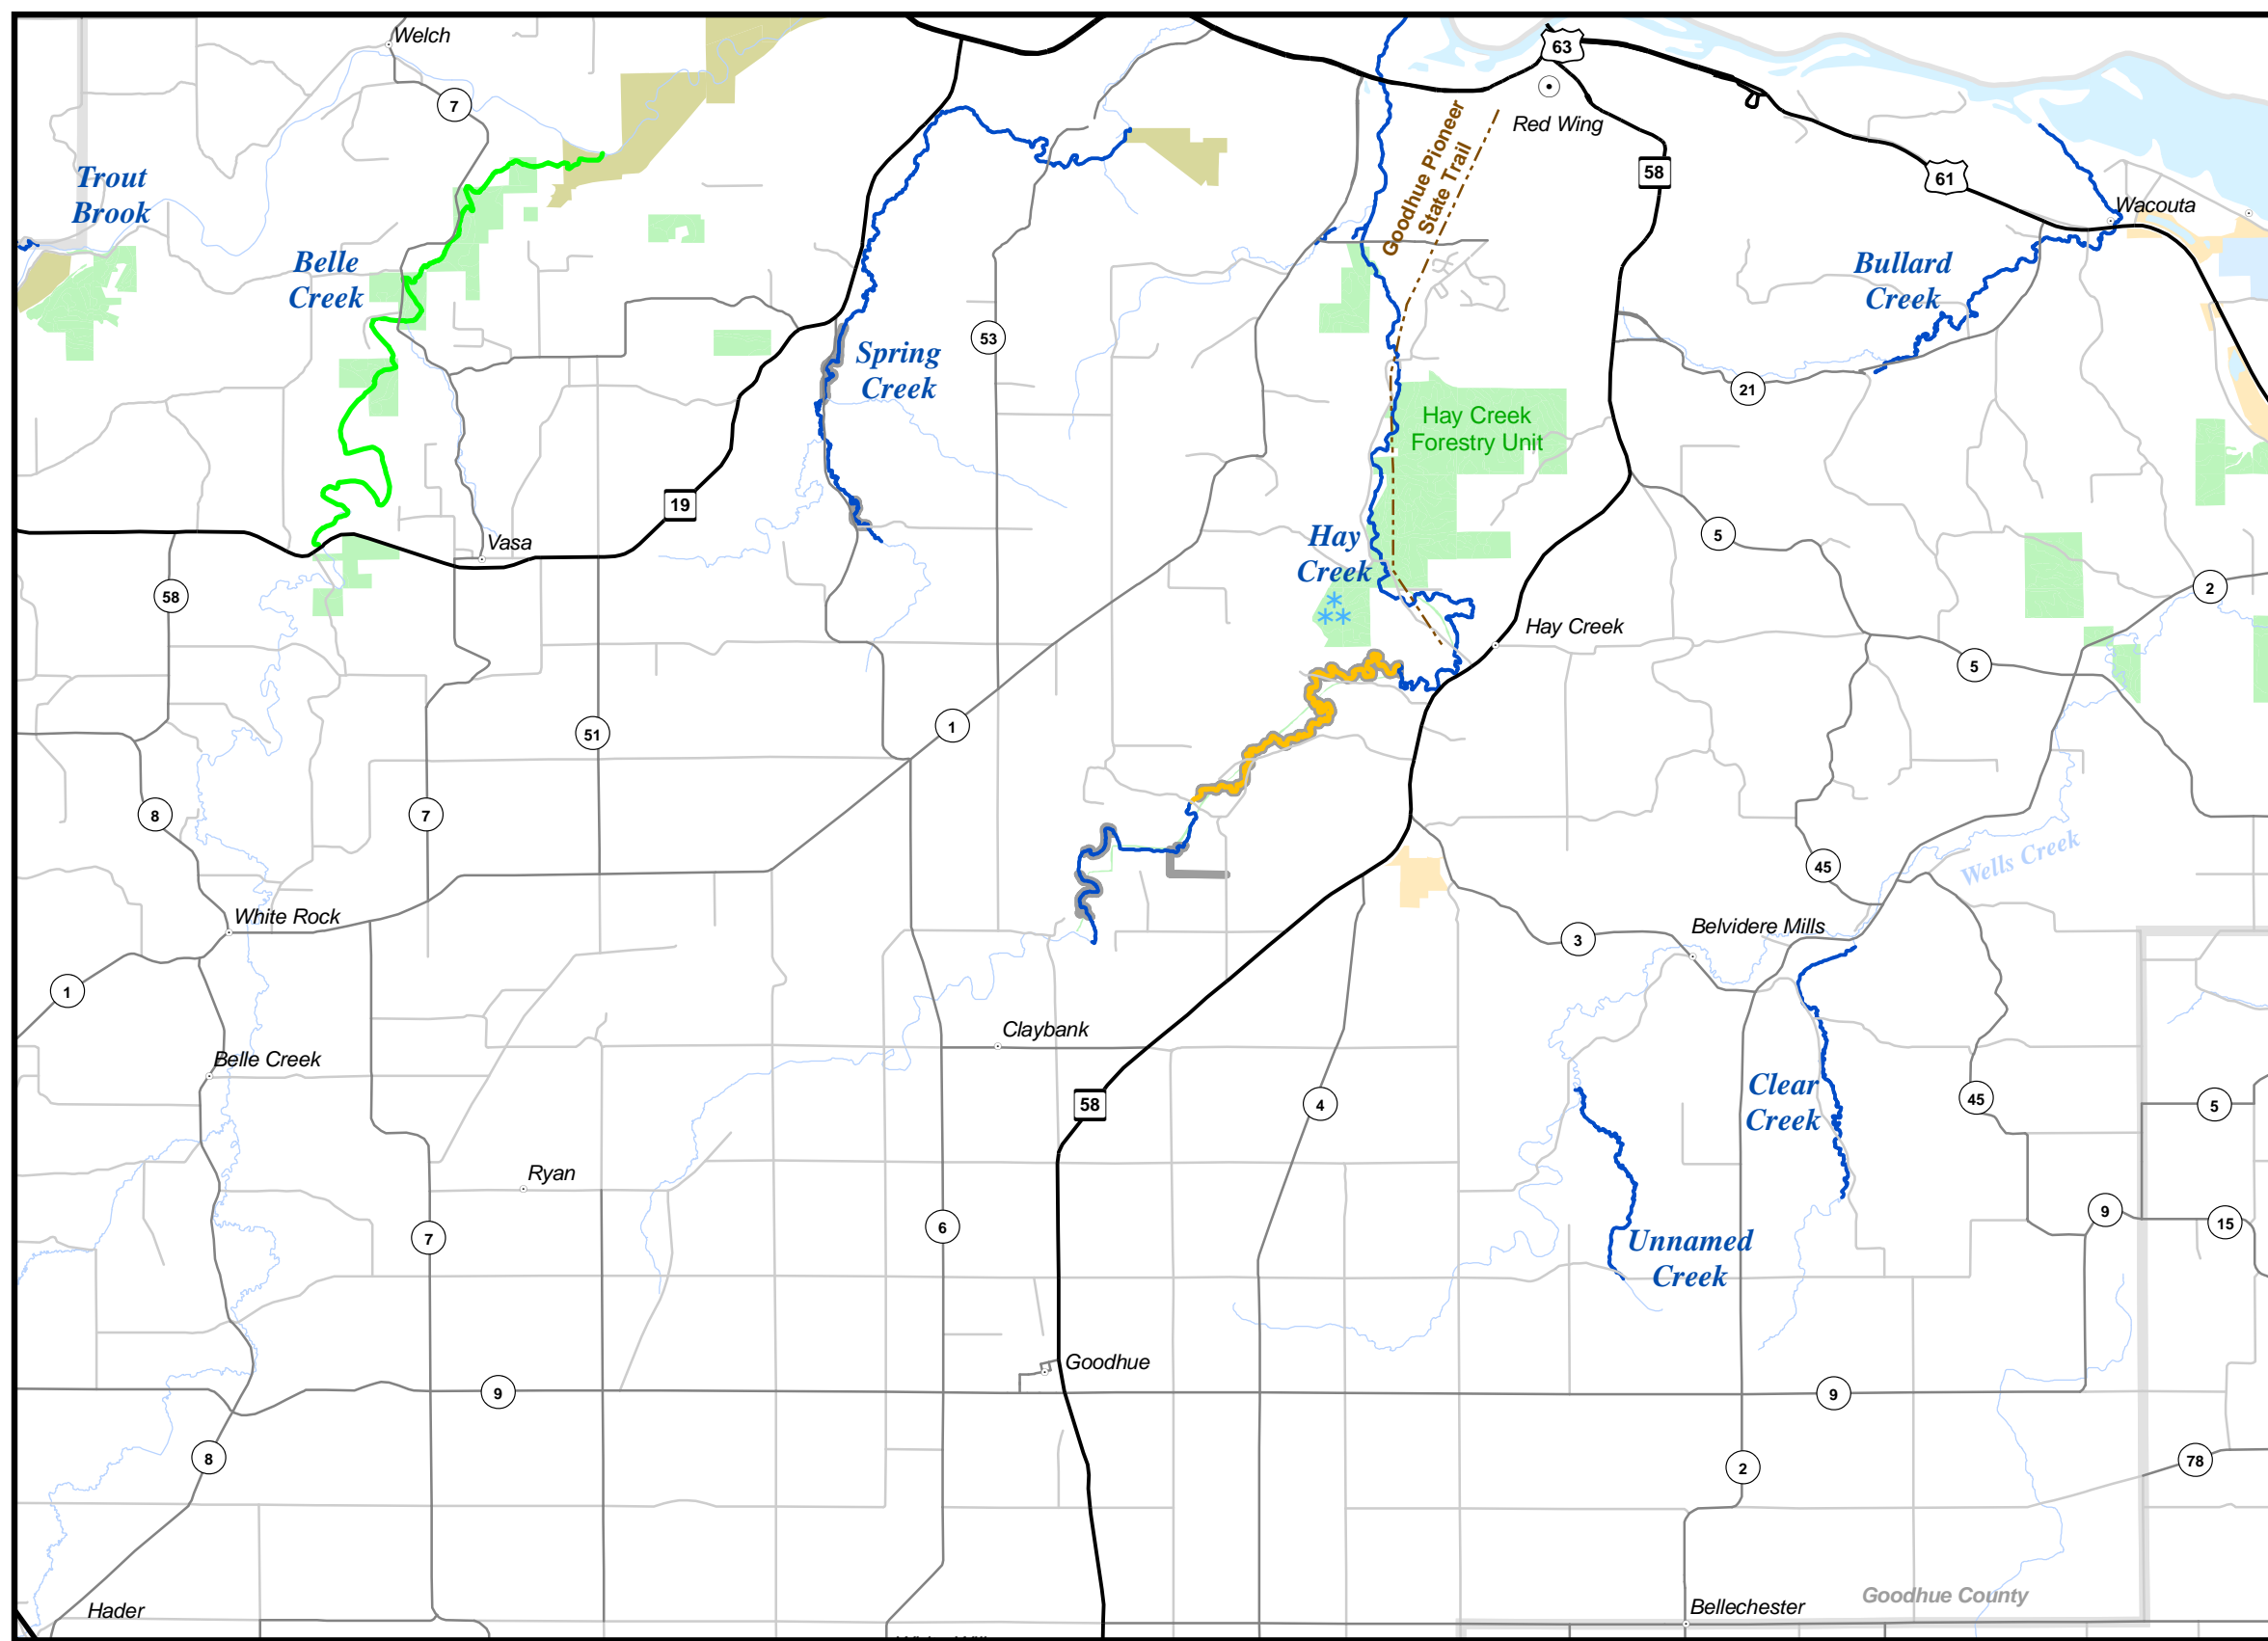 Welch
63
7
Red Wing
Goodhue Pioneer
State Trail
58
61
Trout
Brook
Wacouta
Belle
Creek
Bullard
Creek
53
Spring
Creek
21
Hay Creek
Forestry Unit
19
Vasa
Hay
Creek
5
2
58
Hay Creek
5
1
51
8
7
45
Wells Creek
White Rock
3
Belvidere Mills
1
Claybank
Belle Creek
58
4
Clear
Creek
45
5
Ryan
6
7
9
15
Unnamed
Creek
Goodhue
9
9
8
2
78
Hader
Bellechester
Goodhue County